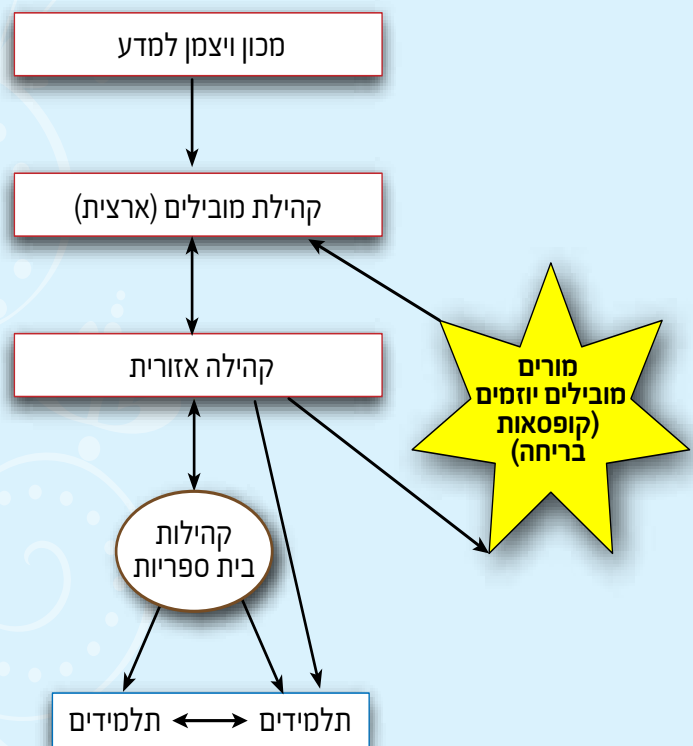 מכון ויצמן למדע
קהילת מובילים (ארצית)
קהילה אזורית
מורים
מובילים יוזמים
(קופסאות
בריחה)
קהילות
בית ספריות
תלמידים תלמידים